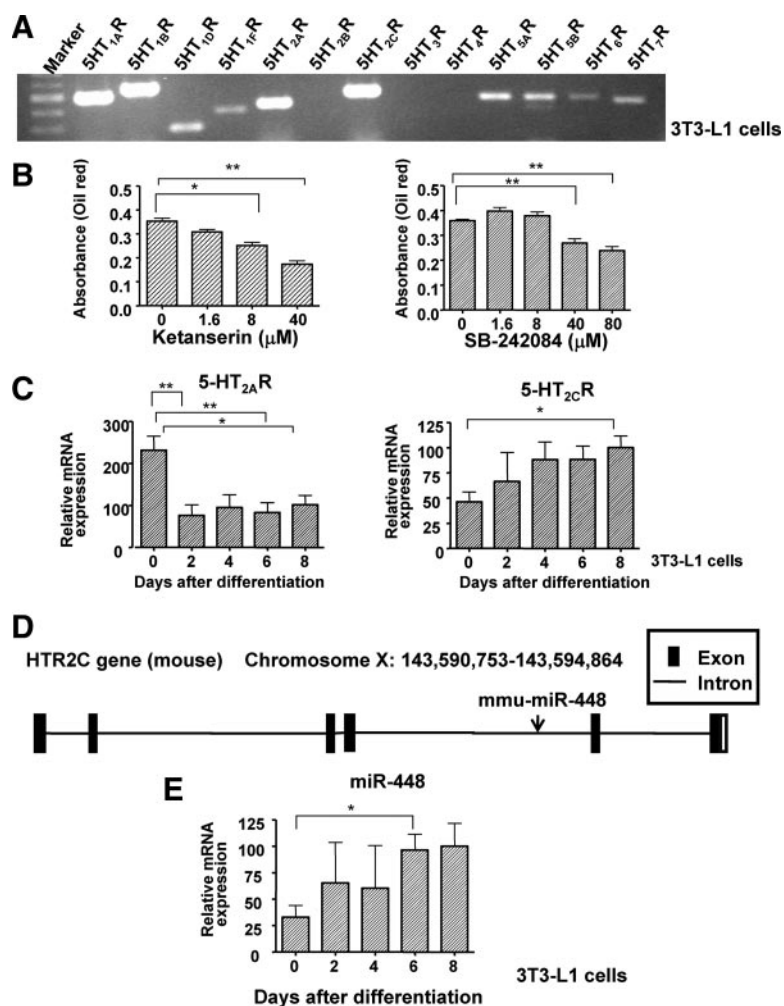 A
Marker
5HT1AR
5HT1BR
5HT1DR
5HT1FR
5HT2AR
5HT2BR
5HT2CR
5HT3R
5HT4R
5HT5AR
5HT5BR
5HT6R
5HT7R
3T3-L1 cells
B
Absorbance (Oil red)
0.5
0.4
0.3
0.2
0.1
0.0
**
*
0 1.6 8 40
Ketanserin (μM)
Absorbance (Oil red)
0.5
0.4
0.3
0.2
0.1
0.0
**
**
0 1.6 8 40 80
SB-242084 (μM)
C
5-HT2AR
Relative mRNA
expression
300
200
100
0
**
**
*
0 2 4 6 8
Days after differentiation
5-HT2CR
Relative mRNA
expression
125
100
75
50
25
0
*
0 2 4 6 8
Days after differentiation
3T3-L1 cells
D
HTR2C gene (mouse) Chromosome X: 143,590,753-143,594,864
Exon
Intron
mmu-miR-448
E
miR-448
Relative mRNA
expression
125
100
75
50
25
0
*
0 2 4 6 8
Days after differentiation
3T3-L1 cells